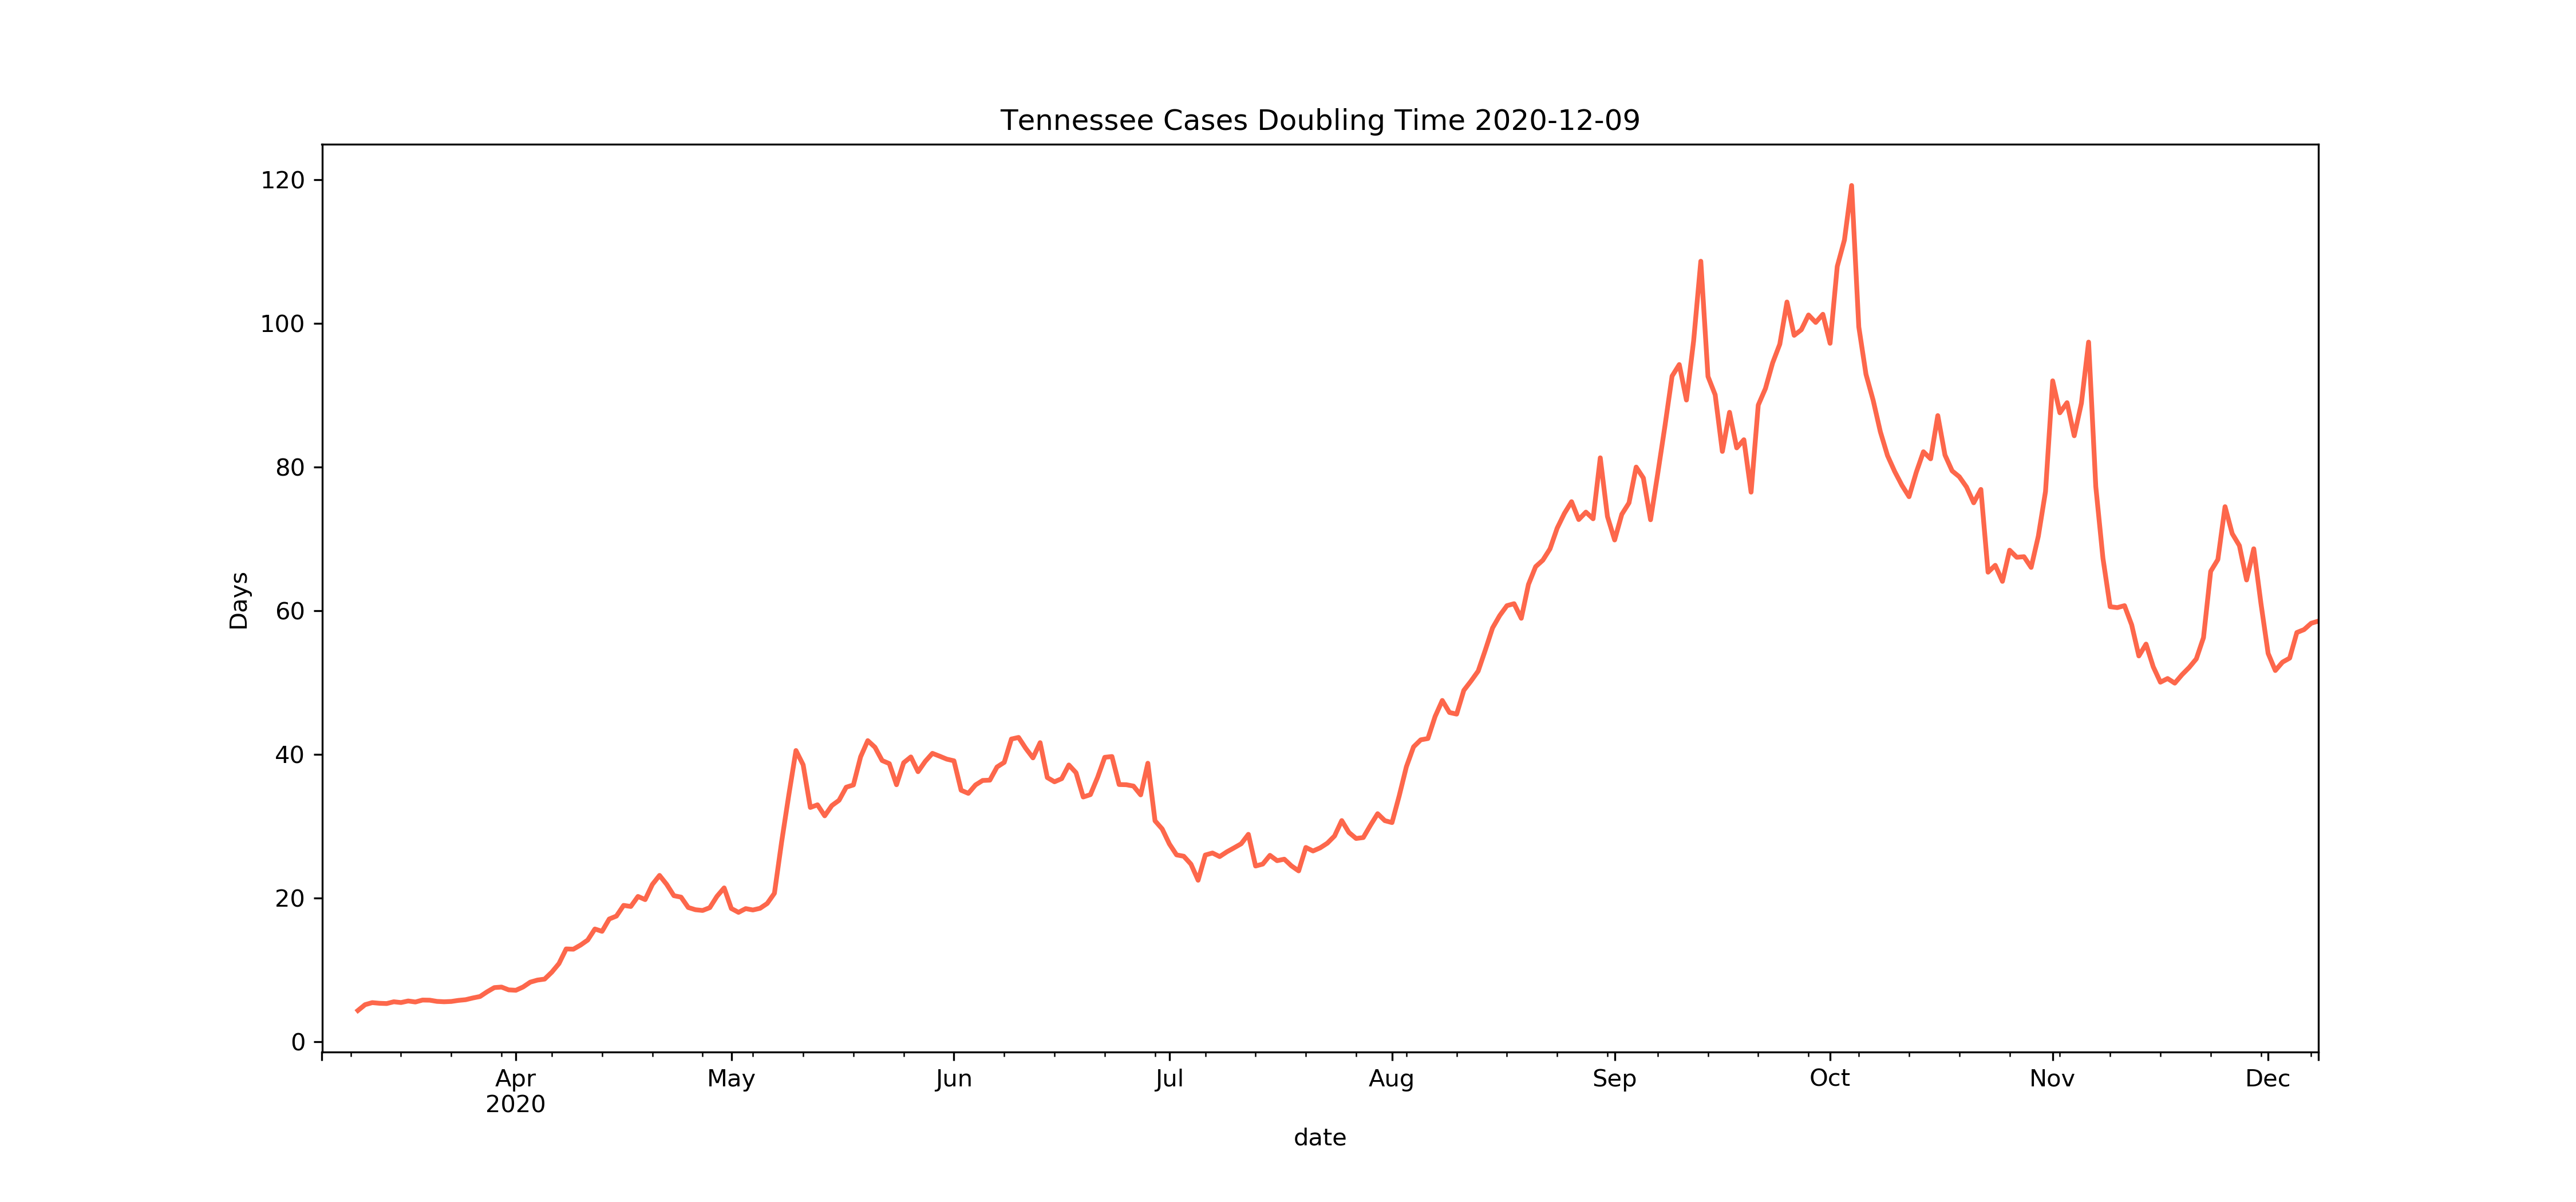 Tennessee Cases Doubling Time 2020-12-09
120
100
80
60
40
20
0
Days
Apr May Jun Jul Aug Sep Oct Nov Dec
2020
date